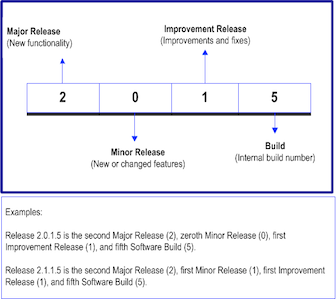 Major Release
(New functionality)
Improvement Release
(Improvements and fixes)
2 0 1 5
Minor Release
(New or changed features)
Build
(Internal build number)
Examples:
Release 2.0.1.5 is the second Major Release (2), zeroth Minor Release (0), first
Improvement Release (1), and fifth Software Build (5).
Release 2.1.1.5 is the second Major Release (2), first Minor Release (1), first Improvement
Release (1), and fifth Software Build (5).